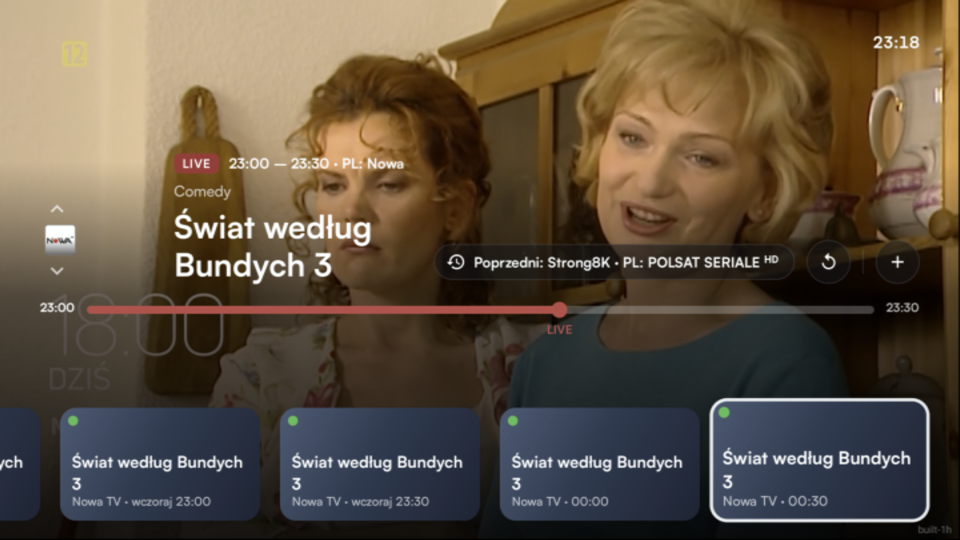 12
23:18
LIVE 23:00 — 23:30 • PL: Nowa
Comedy
Świat według
Bundych 3
NOWA
Poprzedni: Strong8K • PL: POLSAT SERIALE ᴴᴰ
23:00
23:30
LIVE
18:00
DZIŚ
ych
Świat według Bundych
3
Nowa TV • wczoraj 23:00
Świat według Bundych
3
Nowa TV • wczoraj 23:30
Świat według Bundych
3
Nowa TV • 00:00
Świat według Bundych
3
Nowa TV • 00:30
built-1h